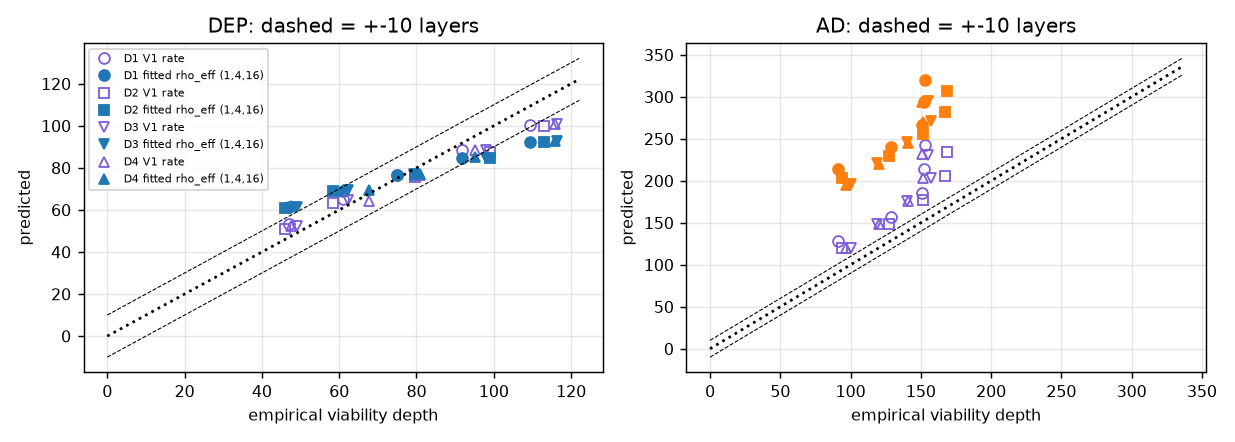 DEP: dashed = +-10 layers
D1 V1 rate
D1 fitted rho_eff (1,4,16)
D2 V1 rate
D2 fitted rho_eff (1,4,16)
D3 V1 rate
D3 fitted rho_eff (1,4,16)
D4 V1 rate
D4 fitted rho_eff (1,4,16)
predicted
120
100
80
60
40
20
0
0 20 40 60 80 100 120
empirical viability depth
AD: dashed = +-10 layers
predicted
350
300
250
200
150
100
50
0
0 50 100 150 200 250 300 350
empirical viability depth